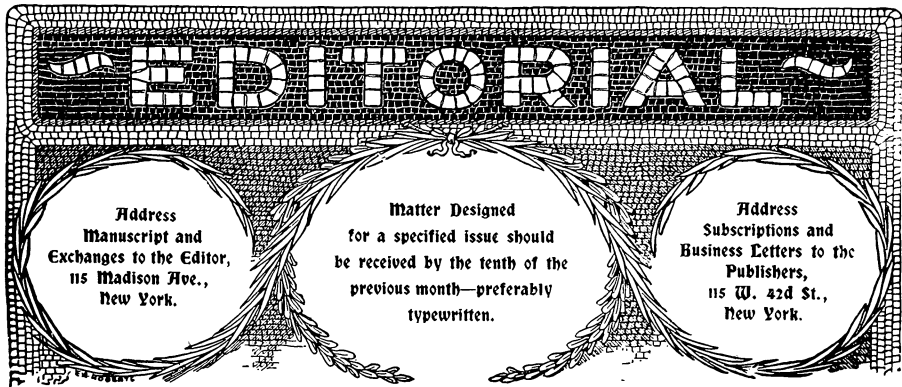 EDITORIAL
Address
Manuscript and
Exchanges to the Editor,
115 Madison Ave.,
New York.
Matter Designed
for a specified issue should
be received by the tenth of the
previous month—preferably
typewritten.
Address
Subscriptions and
Business Letters to the
Publishers,
115 W. 42d St.,
New York.